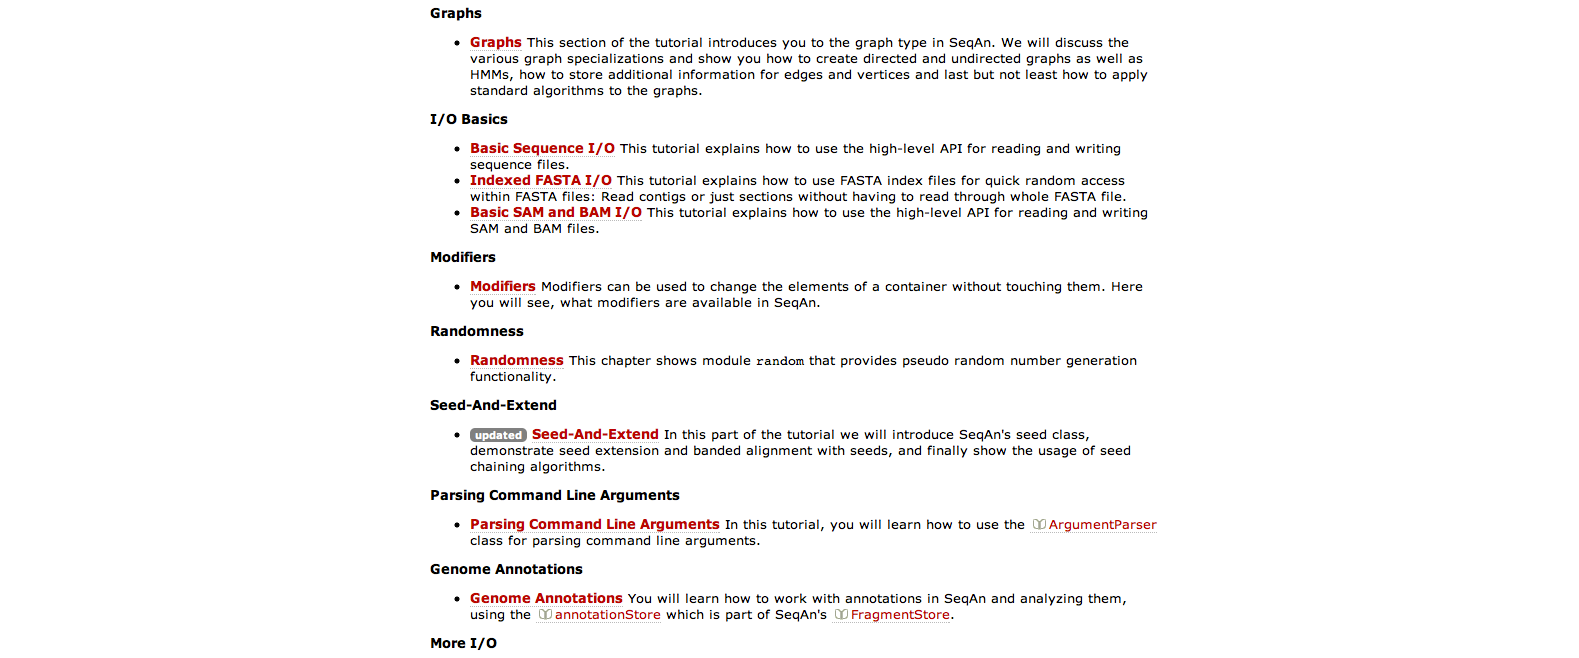 Graphs
Graphs This section of the tutorial introduces you to the graph type in SeqAn. We will discuss the
various graph specializations and show you how to create directed and undirected graphs as well as
HMMs, how to store additional information for edges and vertices and last but not least how to apply
standard algorithms to the graphs.
I/O Basics
Basic Sequence I/O This tutorial explains how to use the high-level API for reading and writing
sequence files.
Indexed FASTA I/O This tutorial explains how to use FASTA index files for quick random access
within FASTA files: Read contigs or just sections without having to read through whole FASTA file.
Basic SAM and BAM I/O This tutorial explains how to use the high-level API for reading and writing
SAM and BAM files.
Modifiers
Modifiers Modifiers can be used to change the elements of a container without touching them. Here
you will see, what modifiers are available in SeqAn.
Randomness
Randomness This chapter shows module random that provides pseudo random number generation
functionality.
Seed-And-Extend
updated Seed-And-Extend In this part of the tutorial we will introduce SeqAn's seed class,
demonstrate seed extension and banded alignment with seeds, and finally show the usage of seed
chaining algorithms.
Parsing Command Line Arguments
Parsing Command Line Arguments In this tutorial, you will learn how to use the ArgumentParser
class for parsing command line arguments.
Genome Annotations
Genome Annotations You will learn how to work with annotations in SeqAn and analyzing them,
using the annotationStore which is part of SeqAn's FragmentStore.
More I/O